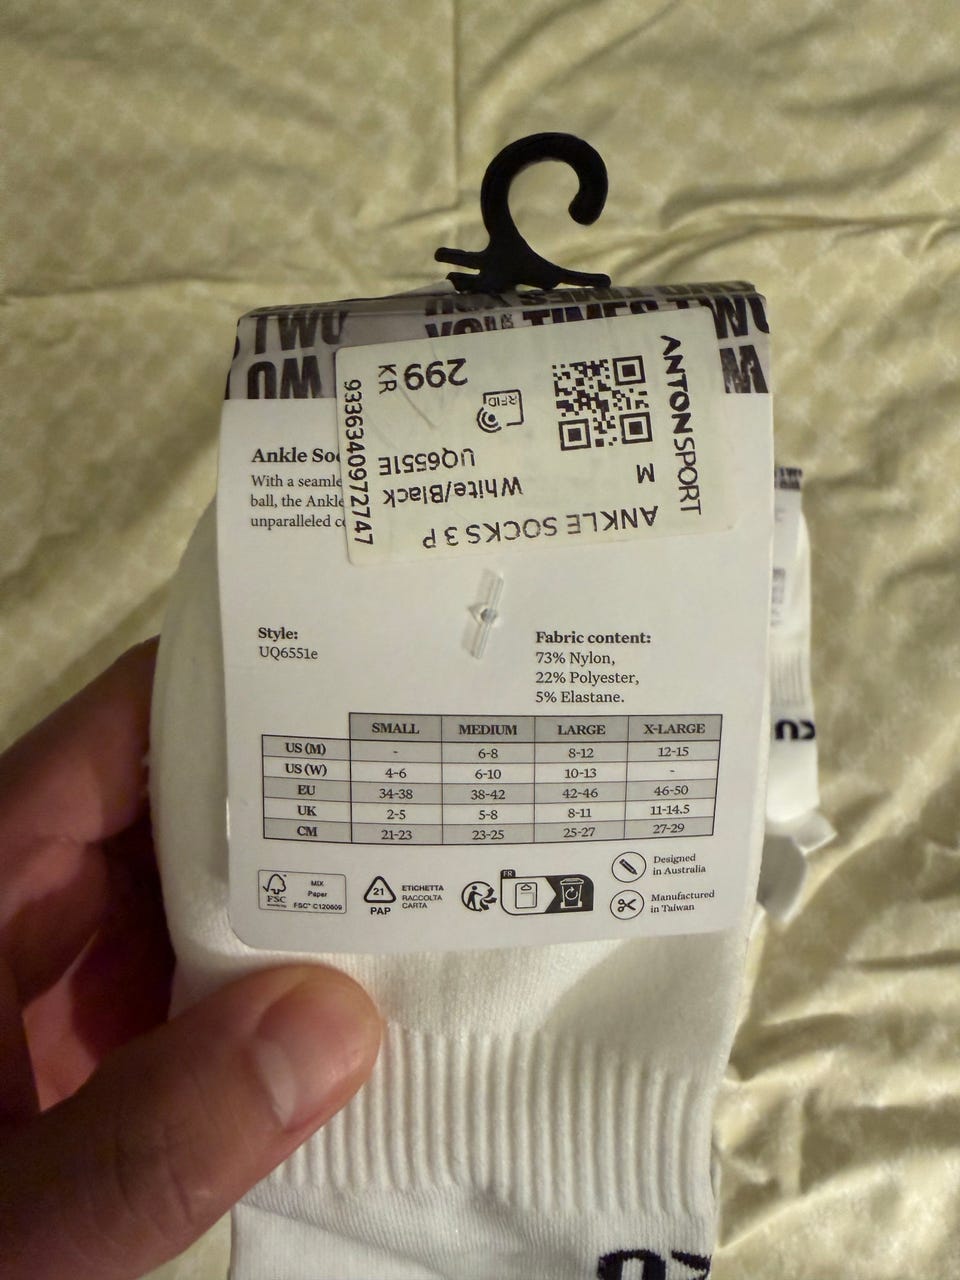 TWO
YOU TIMES TWO
ANTON SPORT
ANKLE SOCKS 3 P
White/Black M
UQ6551E
RFID
299
KR
9336340972747
Ankle
With a
ball, the Ankle
unparalleled
Style:
UQ6551e
Fabric content:
73% Nylon,
22% Polyester,
5% Elastane.
SMALL MEDIUM LARGE X-LARGE
US (M) - 6-8 8-12 12-15
US (W) 4-6 6-10 10-13 -
EU 34-38 38-42 42-46 46-50
UK 2-5 5-8 8-11 11-14.5
CM 21-23 23-25 25-27 27-29
FSC
MIX
Paper
FSC® C120609
21
PAP
ETICHETTA
RACCOLTA
CARTA
FR
Designed
in Australia
Manufactured
in Taiwan